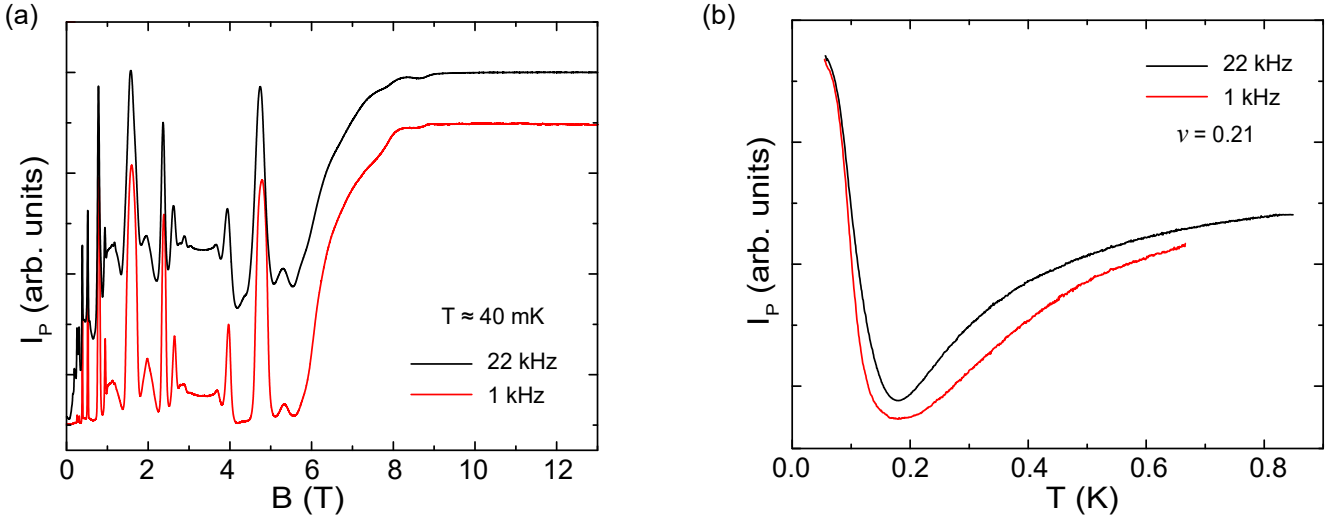 (a)
I_P (arb. units)
T ≈ 40 mK
22 kHz
1 kHz
0 2 4 6 8 10 12
B (T)
(b)
I_P (arb. units)
22 kHz
1 kHz
ν = 0.21
0.0 0.2 0.4 0.6 0.8
T (K)